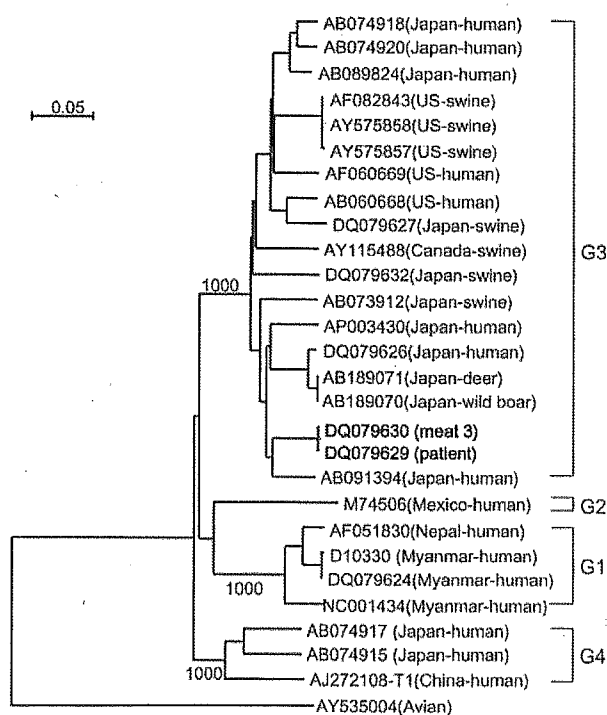 AB074918(Japan-human)
AB074920(Japan-human)
AB089824(Japan-human)
0.05
AF082843(US-swine)
AY575858(US-swine)
AY575857(US-swine)
AF060669(US-human)
AB060668(US-human)
DQ079627(Japan-swine)
AY115488(Canada-swine)
G3
DQ079632(Japan-swine)
1000
AB073912(Japan-swine)
AP003430(Japan-human)
DQ079626(Japan-human)
AB189071(Japan-deer)
AB189070(Japan-wild boar)
DQ079630 (meat 3)
DQ079629 (patient)
AB091394(Japan-human)
M74506(Mexico-human)
G2
AF051830(Nepal-human)
D10330 (Myanmar-human)
G1
DQ079624(Myanmar-human)
1000
NC001434(Myanmar-human)
AB074917 (Japan-human)
AB074915 (Japan-human)
G4
1000
AJ272108-T1(China-human)
AY535004(Avian)